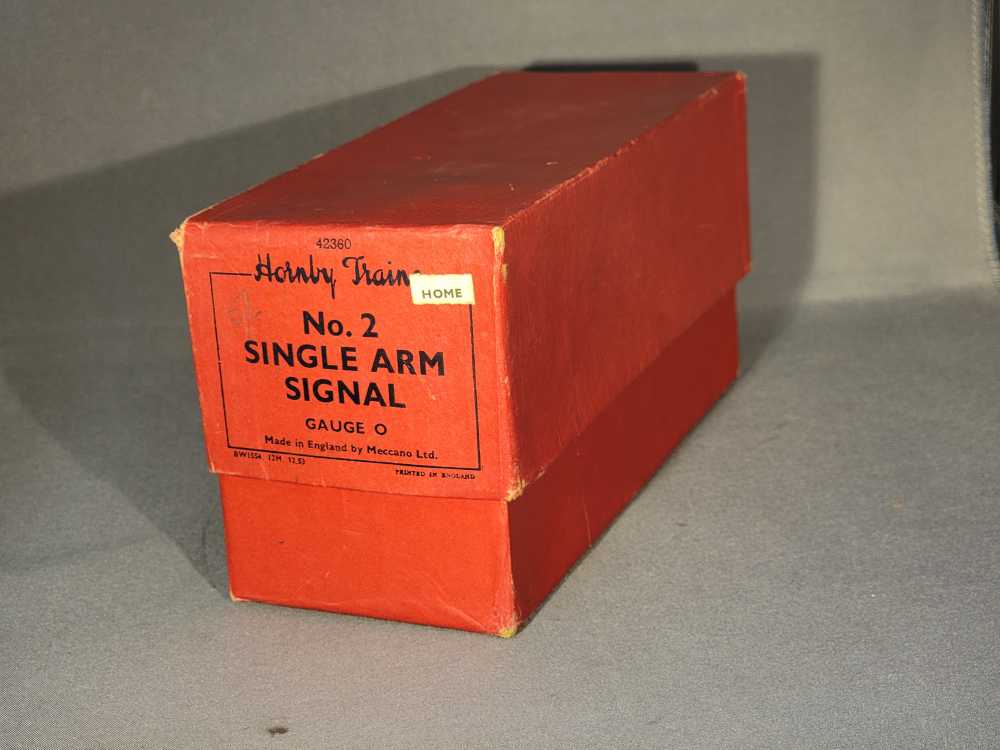 42360
Hornby Trains
HOME
No. 2
SINGLE ARM
SIGNAL
GAUGE O
Made in England by Meccano Ltd.
BW1554 12M 12.53
PRINTED IN ENGLAND